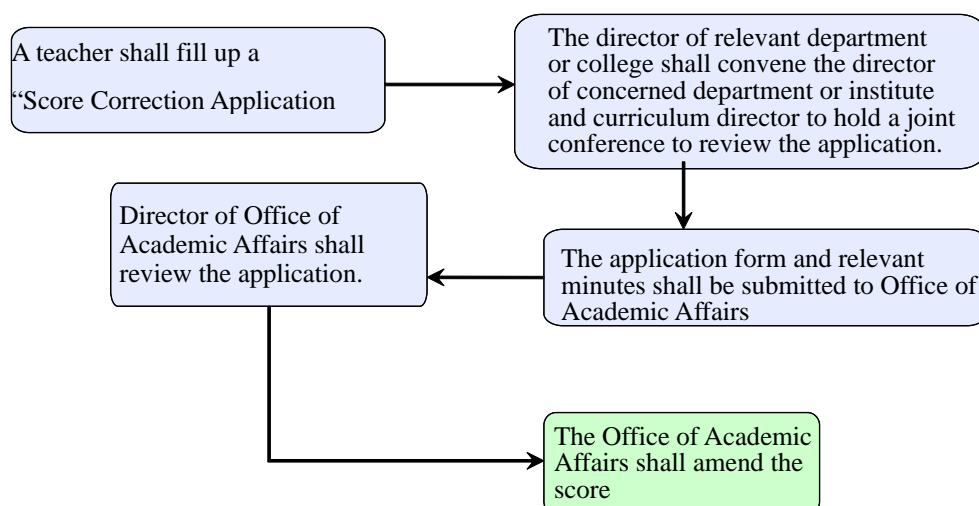 A teacher shall fill up a
“Score Correction Application
The director of relevant department
or college shall convene the director
of concerned department or institute
and curriculum director to hold a joint
conference to review the application.
The application form and relevant
minutes shall be submitted to Office of
Academic Affairs
Director of Office of
Academic Affairs shall
review the application.
The Office of Academic
Affairs shall amend the
score